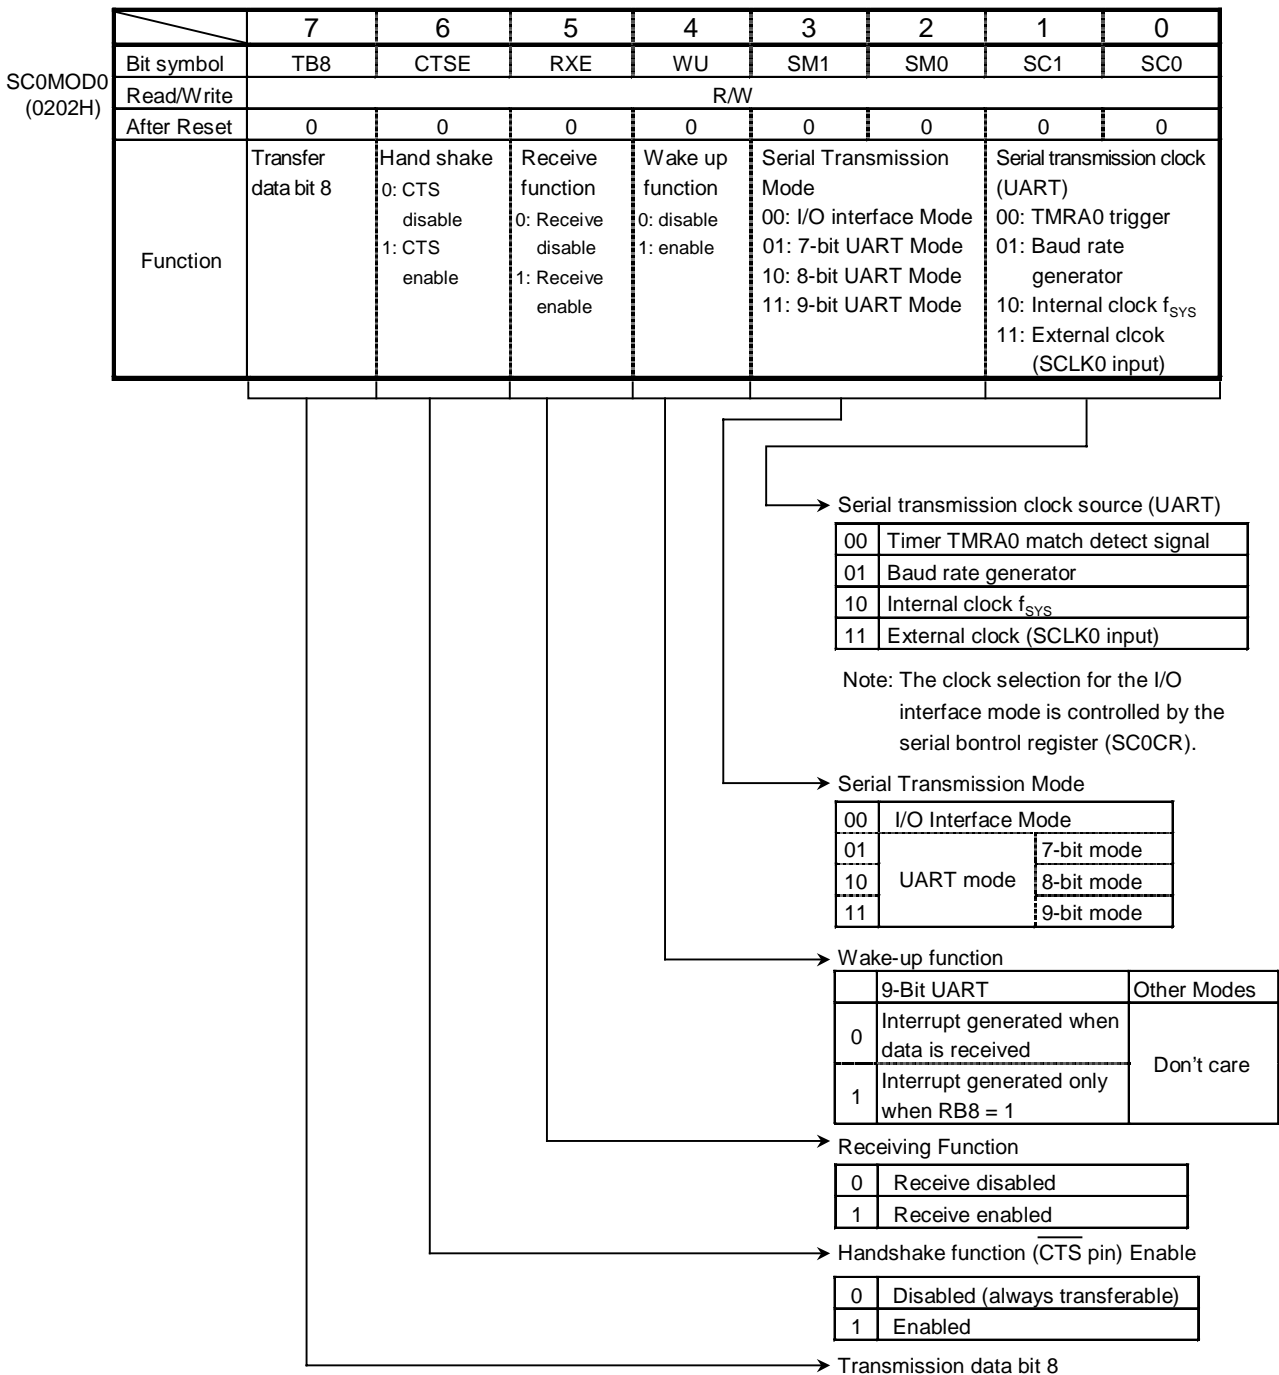 7 6 5 4 3 2 1 0
SC0MOD0
(0202H)
Bit symbol TB8 CTSE RXE WU SM1 SM0 SC1 SC0
Read/Write R/W
After Reset 0 0 0 0 0 0 0 0
Function
Transfer
data bit 8
Hand shake
0: CTS
disable
1: CTS
enable
Receive
function
0: Receive
disable
1: Receive
enable
Wake up
function
0: disable
1: enable
Serial Transmission
Mode
00: I/O interface Mode
01: 7-bit UART Mode
10: 8-bit UART Mode
11: 9-bit UART Mode
Serial transmission clock
(UART)
00: TMRA0 trigger
01: Baud rate
generator
10: Internal clock fSYS
11: External clcok
(SCLK0 input)
Serial transmission clock source (UART)
00 Timer TMRA0 match detect signal
01 Baud rate generator
10 Internal clock fSYS
11 External clock (SCLK0 input)
Note: The clock selection for the I/O
interface mode is controlled by the
serial bontrol register (SC0CR).
Serial Transmission Mode
00 I/O Interface Mode
01 7-bit mode
10 UART mode 8-bit mode
11 9-bit mode
Wake-up function
9-Bit UART Other Modes
0 Interrupt generated when
data is received
Don't care
1 Interrupt generated only
when RB8 = 1
Receiving Function
0 Receive disabled
1 Receive enabled
Handshake function (C̅T̅S̅ pin) Enable
0 Disabled (always transferable)
1 Enabled
Transmission data bit 8